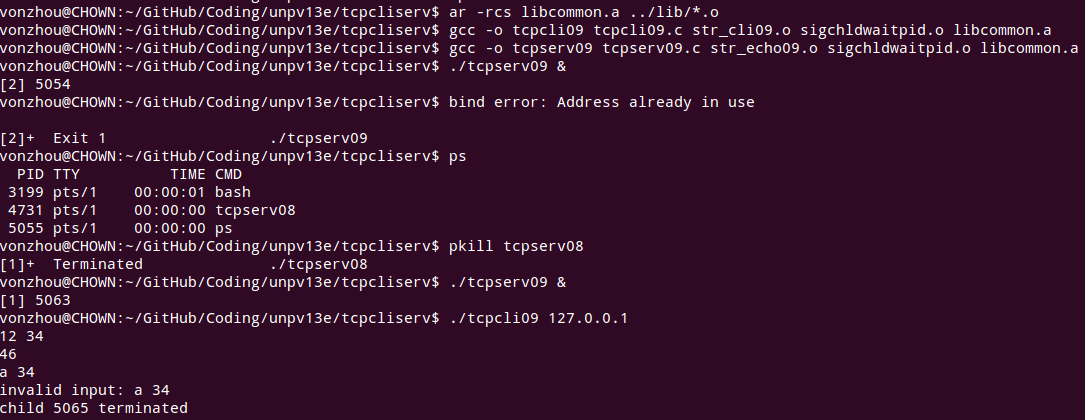 vonzhou@CHOWN:~/GitHub/Coding/unpv13e/tcpcliserv$ ar -rcs libcommon.a ../lib/*.o
vonzhou@CHOWN:~/GitHub/Coding/unpv13e/tcpcliserv$ gcc -o tcpcli09 tcpcli09.c str_cli09.o sigchldwaitpid.o libcommon.a
vonzhou@CHOWN:~/GitHub/Coding/unpv13e/tcpcliserv$ gcc -o tcpserv09 tcpserv09.c str_echo09.o sigchldwaitpid.o libcommon.a
vonzhou@CHOWN:~/GitHub/Coding/unpv13e/tcpcliserv$ ./tcpserv09 &
[2] 5054
vonzhou@CHOWN:~/GitHub/Coding/unpv13e/tcpcliserv$ bind error: Address already in use
[2]+  Exit 1                  ./tcpserv09
vonzhou@CHOWN:~/GitHub/Coding/unpv13e/tcpcliserv$ ps
  PID TTY          TIME CMD
 3199 pts/1    00:00:01 bash
 4731 pts/1    00:00:00 tcpserv08
 5055 pts/1    00:00:00 ps
vonzhou@CHOWN:~/GitHub/Coding/unpv13e/tcpcliserv$ pkill tcpserv08
[1]+  Terminated              ./tcpserv08
vonzhou@CHOWN:~/GitHub/Coding/unpv13e/tcpcliserv$ ./tcpserv09 &
[1] 5063
vonzhou@CHOWN:~/GitHub/Coding/unpv13e/tcpcliserv$ ./tcpcli09 127.0.0.1
12 34
46
a 34
invalid input: a 34
child 5065 terminated